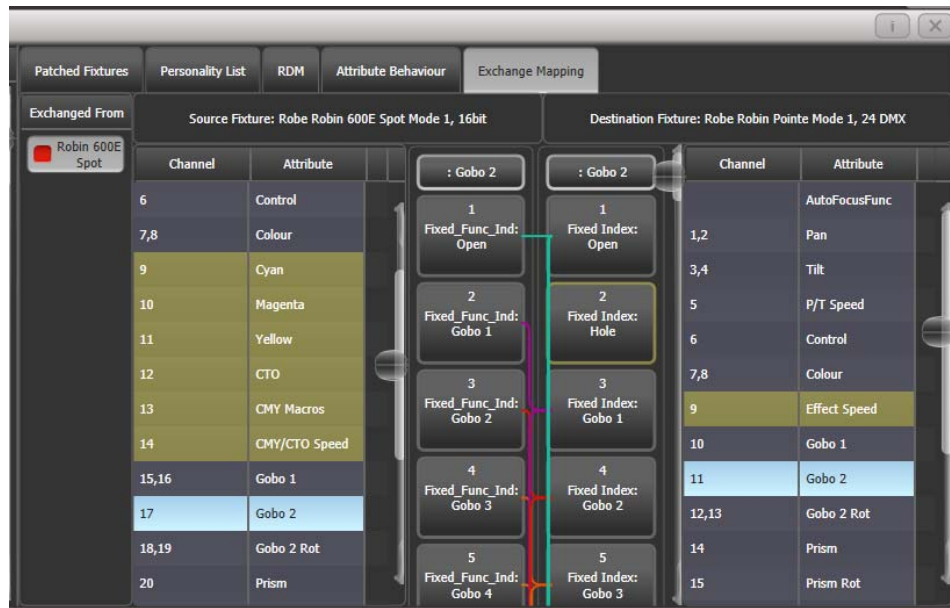 i
Patched Fixtures Personality List RDM Attribute Behaviour Exchange Mapping
Exchanged From
Robin 600E
Spot
Source Fixture: Robe Robin 600E Spot Mode 1, 16bit
Channel Attribute
6 Control
7,8 Colour
9 Cyan
10 Magenta
11 Yellow
12 CTO
13 CMY Macros
14 CMY/CTO Speed
15,16 Gobo 1
17 Gobo 2
18,19 Gobo 2 Rot
20 Prism
: Gobo 2
1
Fixed_Func_Ind:
Open
2
Fixed_Func_Ind:
Gobo 1
3
Fixed_Func_Ind:
Gobo 2
4
Fixed_Func_Ind:
Gobo 3
5
Fixed_Func_Ind:
Gobo 4
Destination Fixture: Robe Robin Pointe Mode 1, 24 DMX
: Gobo 2
1
Fixed Index:
Open
2
Fixed Index:
Hole
3
Fixed Index:
Gobo 1
4
Fixed Index:
Gobo 2
5
Fixed Index:
Gobo 3
Channel Attribute
AutoFocusFunc
1,2 Pan
3,4 Tilt
5 P/T Speed
6 Control
7,8 Colour
9 Effect Speed
10 Gobo 1
11 Gobo 2
12,13 Gobo 2 Rot
14 Prism
15 Prism Rot